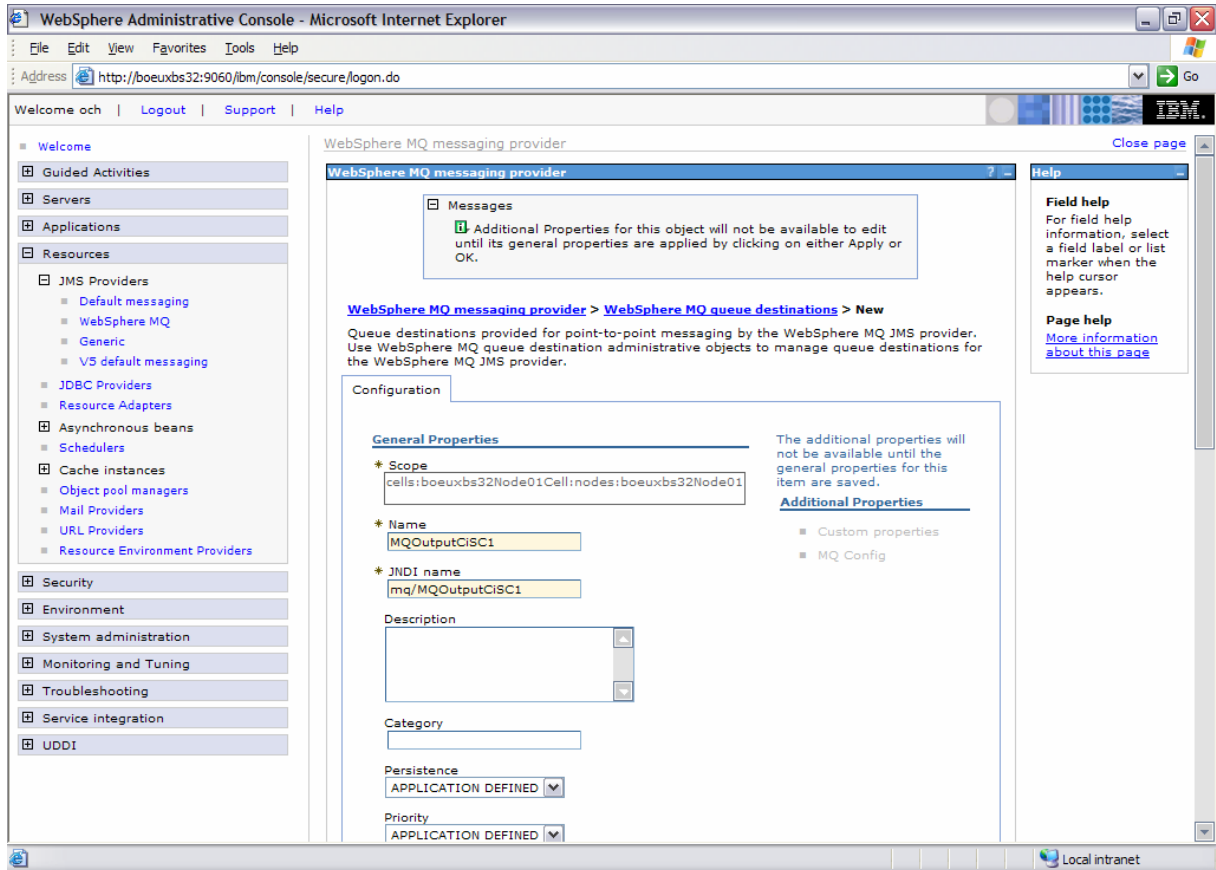 WebSphere Administrative Console - Microsoft Internet Explorer
File Edit View Favorites Tools Help
Address http://boeuxbs32:9060/ibm/console/secure/logon.do Go
Welcome och | Logout | Support | Help
IBM.
Welcome
Guided Activities
Servers
Applications
Resources
JMS Providers
Default messaging
WebSphere MQ
Generic
V5 default messaging
JDBC Providers
Resource Adapters
Asynchronous beans
Schedulers
Cache instances
Object pool managers
Mail Providers
URL Providers
Resource Environment Providers
Security
Environment
System administration
Monitoring and Tuning
Troubleshooting
Service integration
UDDI
WebSphere MQ messaging provider
Close page
WebSphere MQ messaging provider ? -
Messages
Additional Properties for this object will not be available to edit
until its general properties are applied by clicking on either Apply or
OK.
WebSphere MQ messaging provider > WebSphere MQ queue destinations > New
Queue destinations provided for point-to-point messaging by the WebSphere MQ JMS provider.
Use WebSphere MQ queue destination administrative objects to manage queue destinations for
the WebSphere MQ JMS provider.
Configuration
General Properties
* Scope
cells:boeuxbs32Node01Cell:nodes:boeuxbs32Node01
* Name
MQOutputCiSC1
* JNDI name
mq/MQOutputCiSC1
Description
Category
Persistence
APPLICATION DEFINED
Priority
APPLICATION DEFINED
The additional properties will
not be available until the
general properties for this
item are saved.
Additional Properties
Custom properties
MQ Config
Help -
Field help
For field help
information, select
a field label or list
marker when the
help cursor
appears.
Page help
More information
about this page
Local intranet